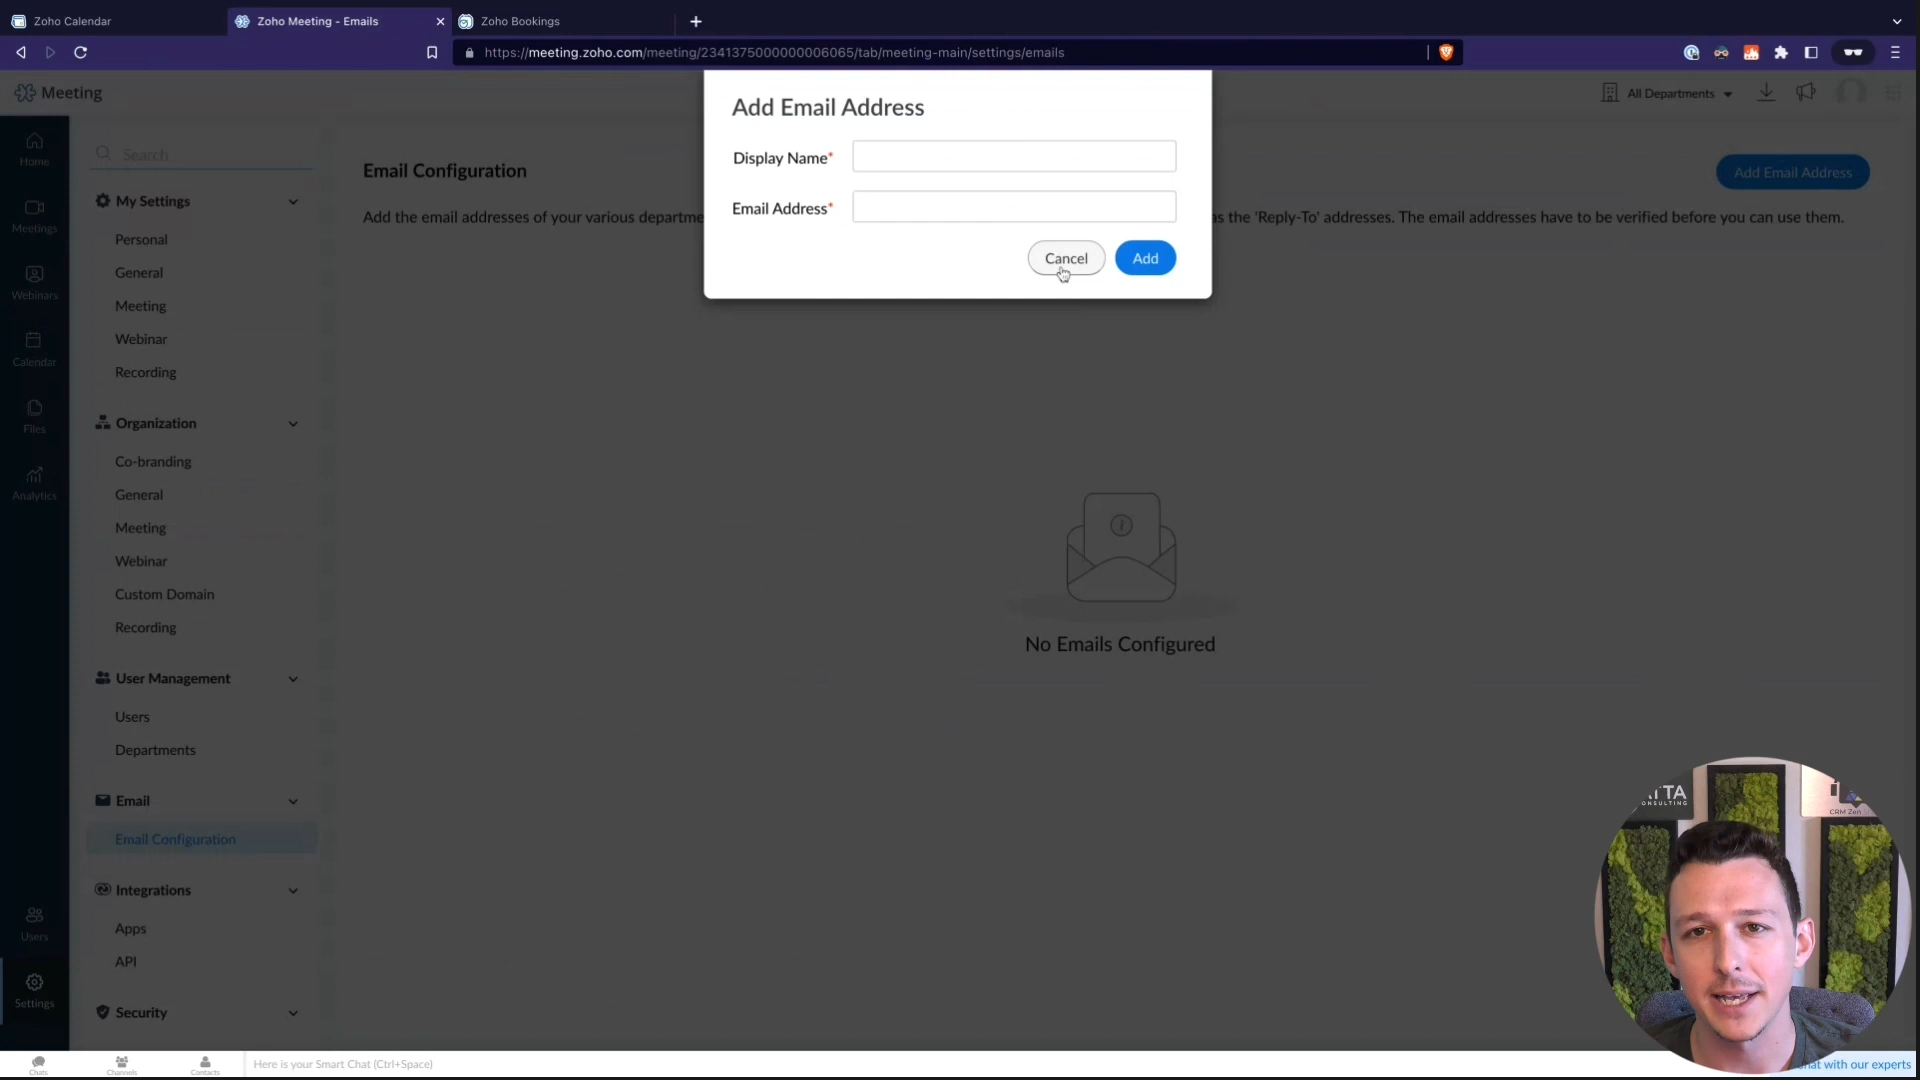 Zoho Calendar
Zoho Meeting - Emails
Zoho Bookings
https://meeting.zoho.com/meeting/2341375000000006065/tab/meeting-main/settings/emails
Meeting
All Departments
Add Email Address
Display Name*
Email Address*
Cancel
Add
Home
Meetings
Webinars
Calendar
Files
Analytics
Users
Settings
Search
My Settings
Personal
General
Meeting
Webinar
Recording
Organization
Co-branding
General
Meeting
Webinar
Custom Domain
Recording
User Management
Users
Departments
Email
Email Configuration
Integrations
Apps
API
Security
Email Configuration
Add Email Address
Add the email addresses of your various departme
as the 'Reply-To' addresses. The email addresses have to be verified before you can use them.
No Emails Configured
CRM Zen
Chats
Channels
Contacts
Here is your Smart Chat (Ctrl+Space)
hat with our experts